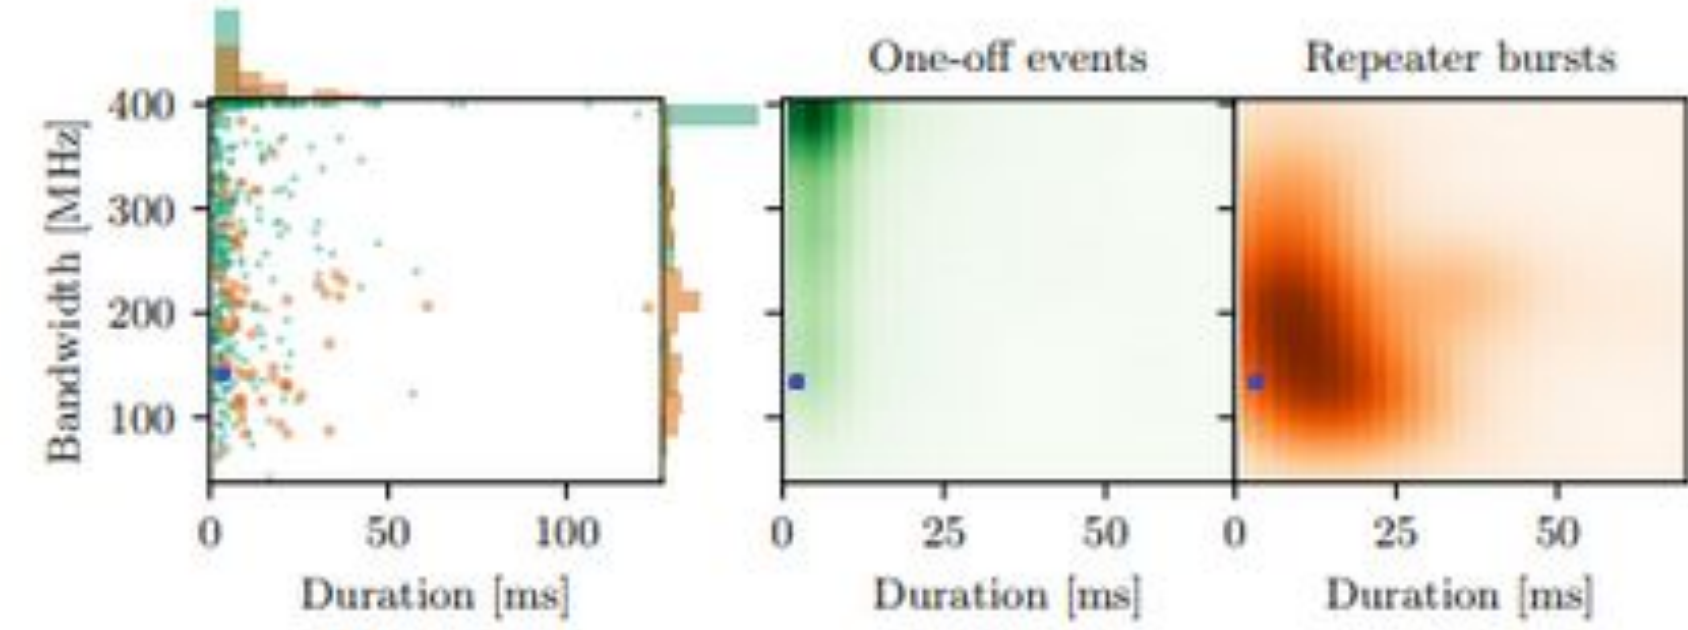 One-off events
Repeater bursts
Bandwidth [MHz]
400
300
200
100
0 50 100
0 25 50
0 25 50
Duration [ms]
Duration [ms]
Duration [ms]